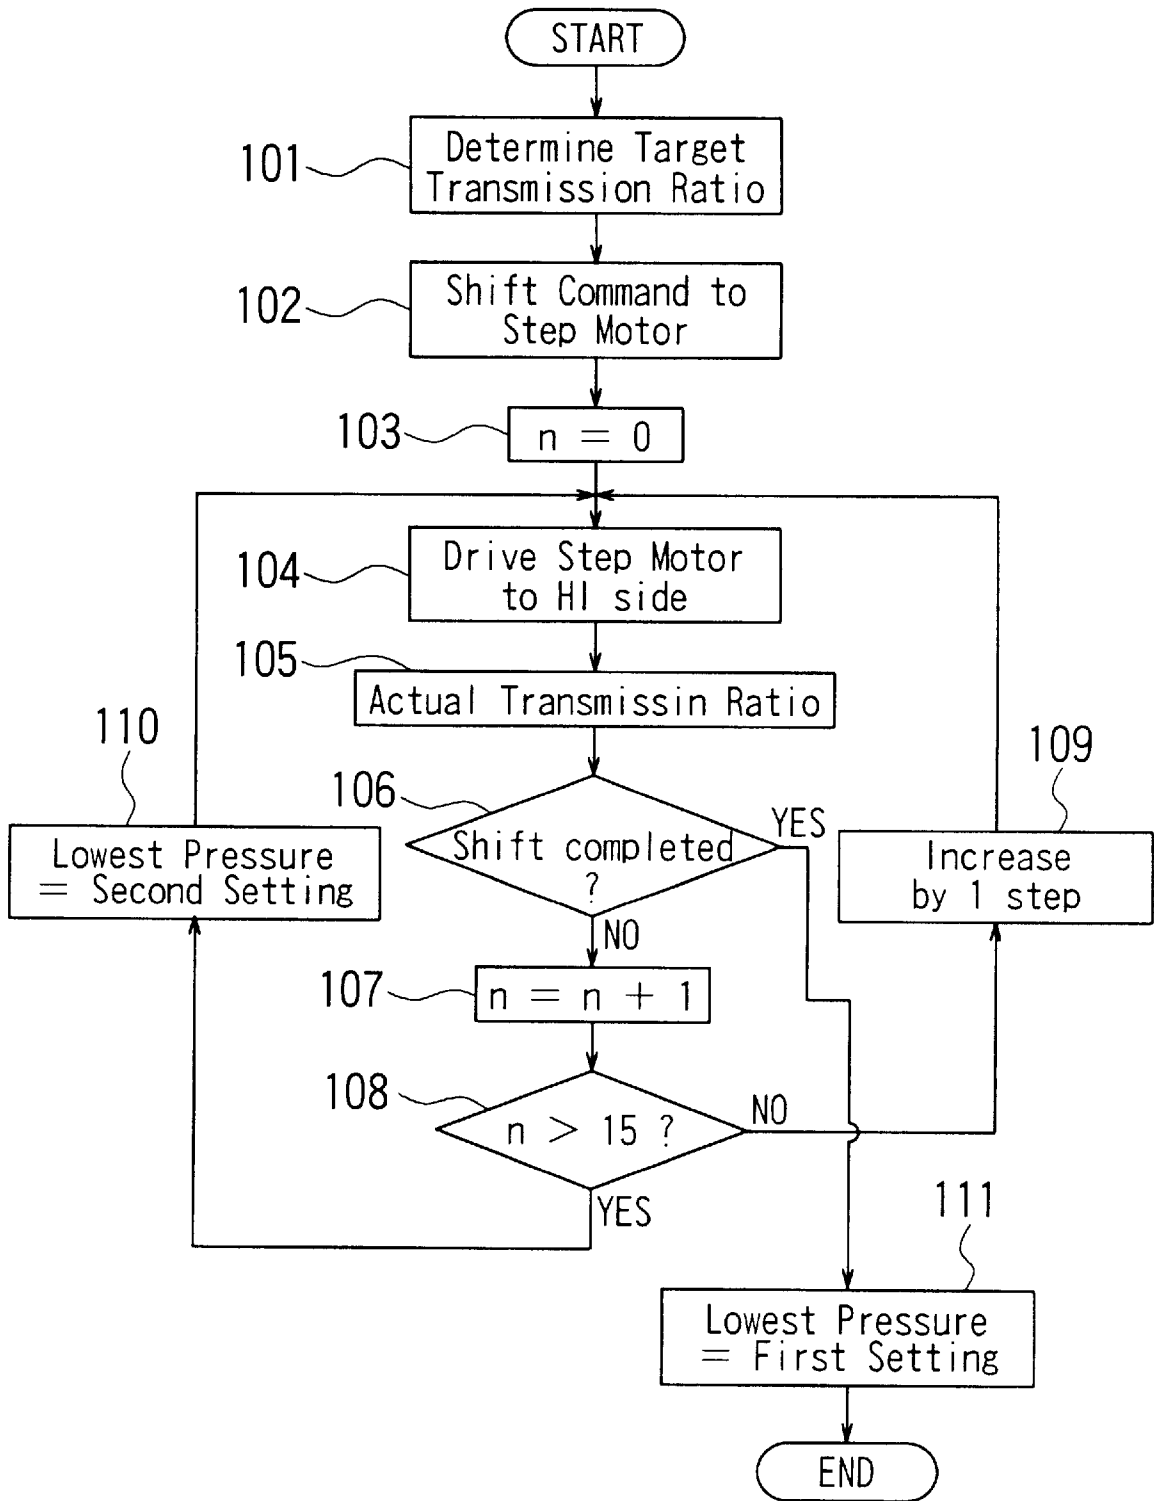 START
101
Determine Target
Transmission Ratio
102
Shift Command to
Step Motor
103
n = 0
104
Drive Step Motor
to HI side
105
Actual Transmissin Ratio
110
Lowest Pressure
= Second Setting
106
Shift completed
?
YES
NO
109
Increase
by 1 step
107
n = n + 1
108
n > 15 ?
NO
YES
111
Lowest Pressure
= First Setting
END